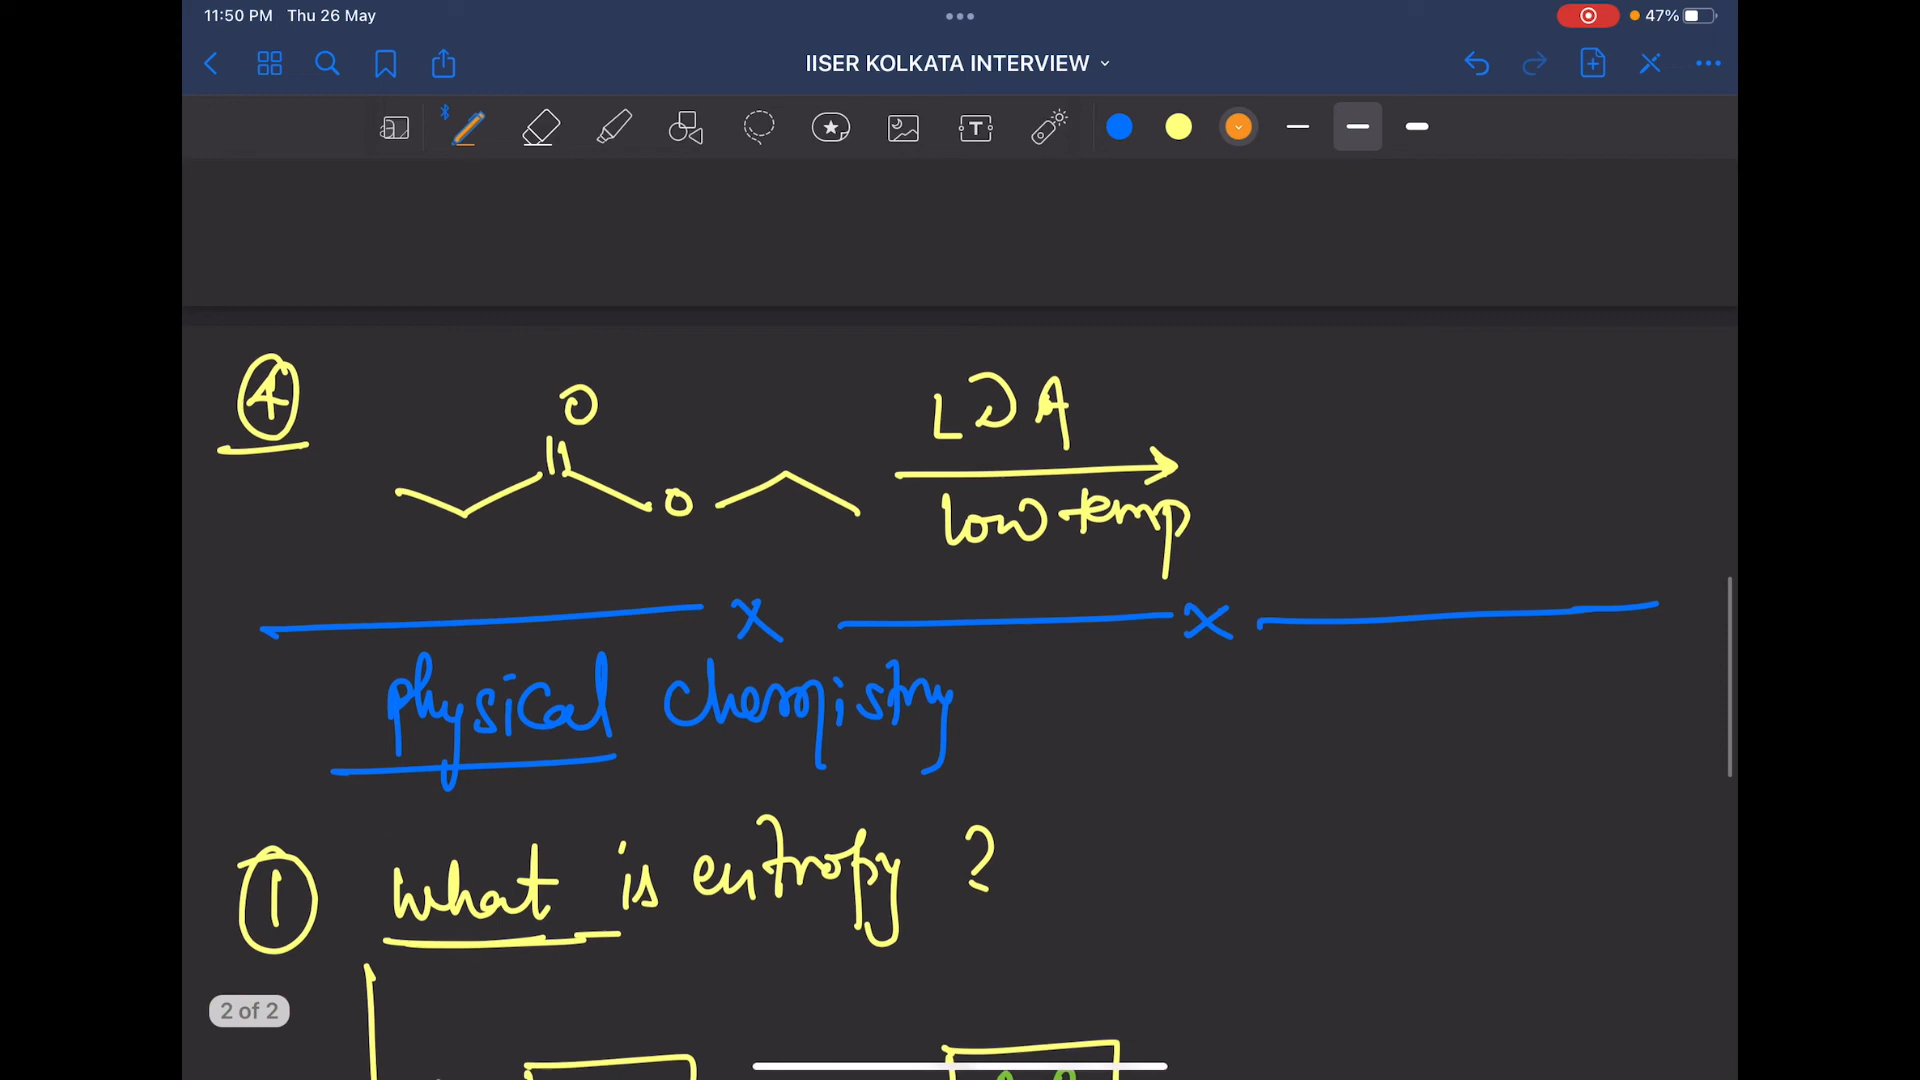 11:50 PM Thu 26 May
47%
IISER KOLKATA INTERVIEW
T
4
O
O
LDA
low temp
x x
physical chemistry
1 what is entropy ?
2 of 2